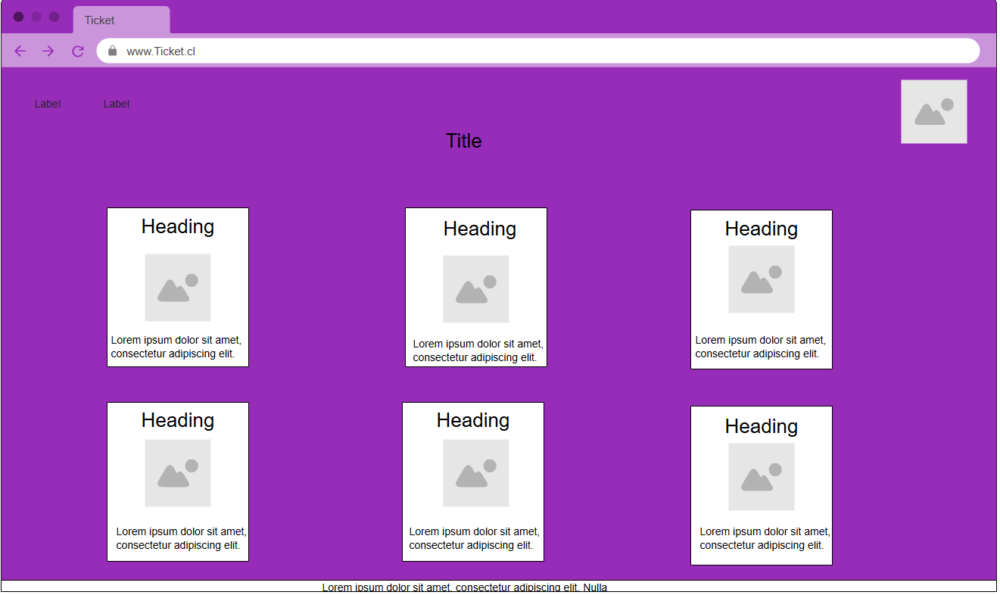 Ticket
www.Ticket.cl
Label
Label
Title
Heading
Lorem ipsum dolor sit amet,
consectetur adipiscing elit.
Heading
Lorem ipsum dolor sit amet,
consectetur adipiscing elit.
Heading
Lorem ipsum dolor sit amet,
consectetur adipiscing elit.
Heading
Lorem ipsum dolor sit amet,
consectetur adipiscing elit.
Heading
Lorem ipsum dolor sit amet,
consectetur adipiscing elit.
Heading
Lorem ipsum dolor sit amet,
consectetur adipiscing elit.
Lorem ipsum dolor sit amet, consectetur adipiscing elit. Nulla